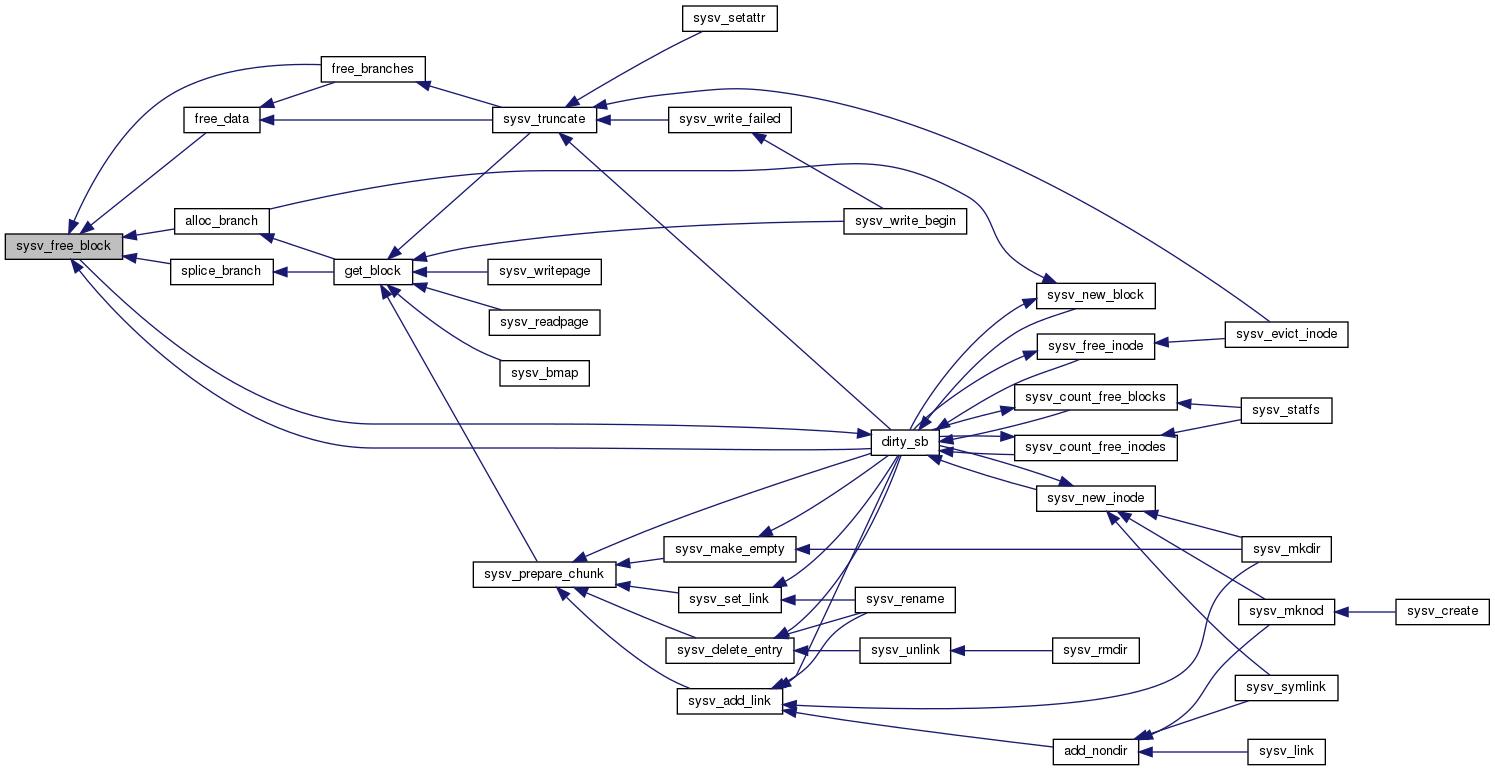 sysv_setattr
free_branches
free_data
sysv_truncate
sysv_write_failed
alloc_branch
sysv_write_begin
sysv_free_block
splice_branch
get_block
sysv_writepage
sysv_new_block
sysv_readpage
sysv_evict_inode
sysv_free_inode
sysv_bmap
sysv_count_free_blocks
sysv_statfs
dirty_sb
sysv_count_free_inodes
sysv_new_inode
sysv_make_empty
sysv_mkdir
sysv_prepare_chunk
sysv_set_link
sysv_rename
sysv_mknod
sysv_create
sysv_delete_entry
sysv_unlink
sysv_rmdir
sysv_symlink
sysv_add_link
add_nondir
sysv_link